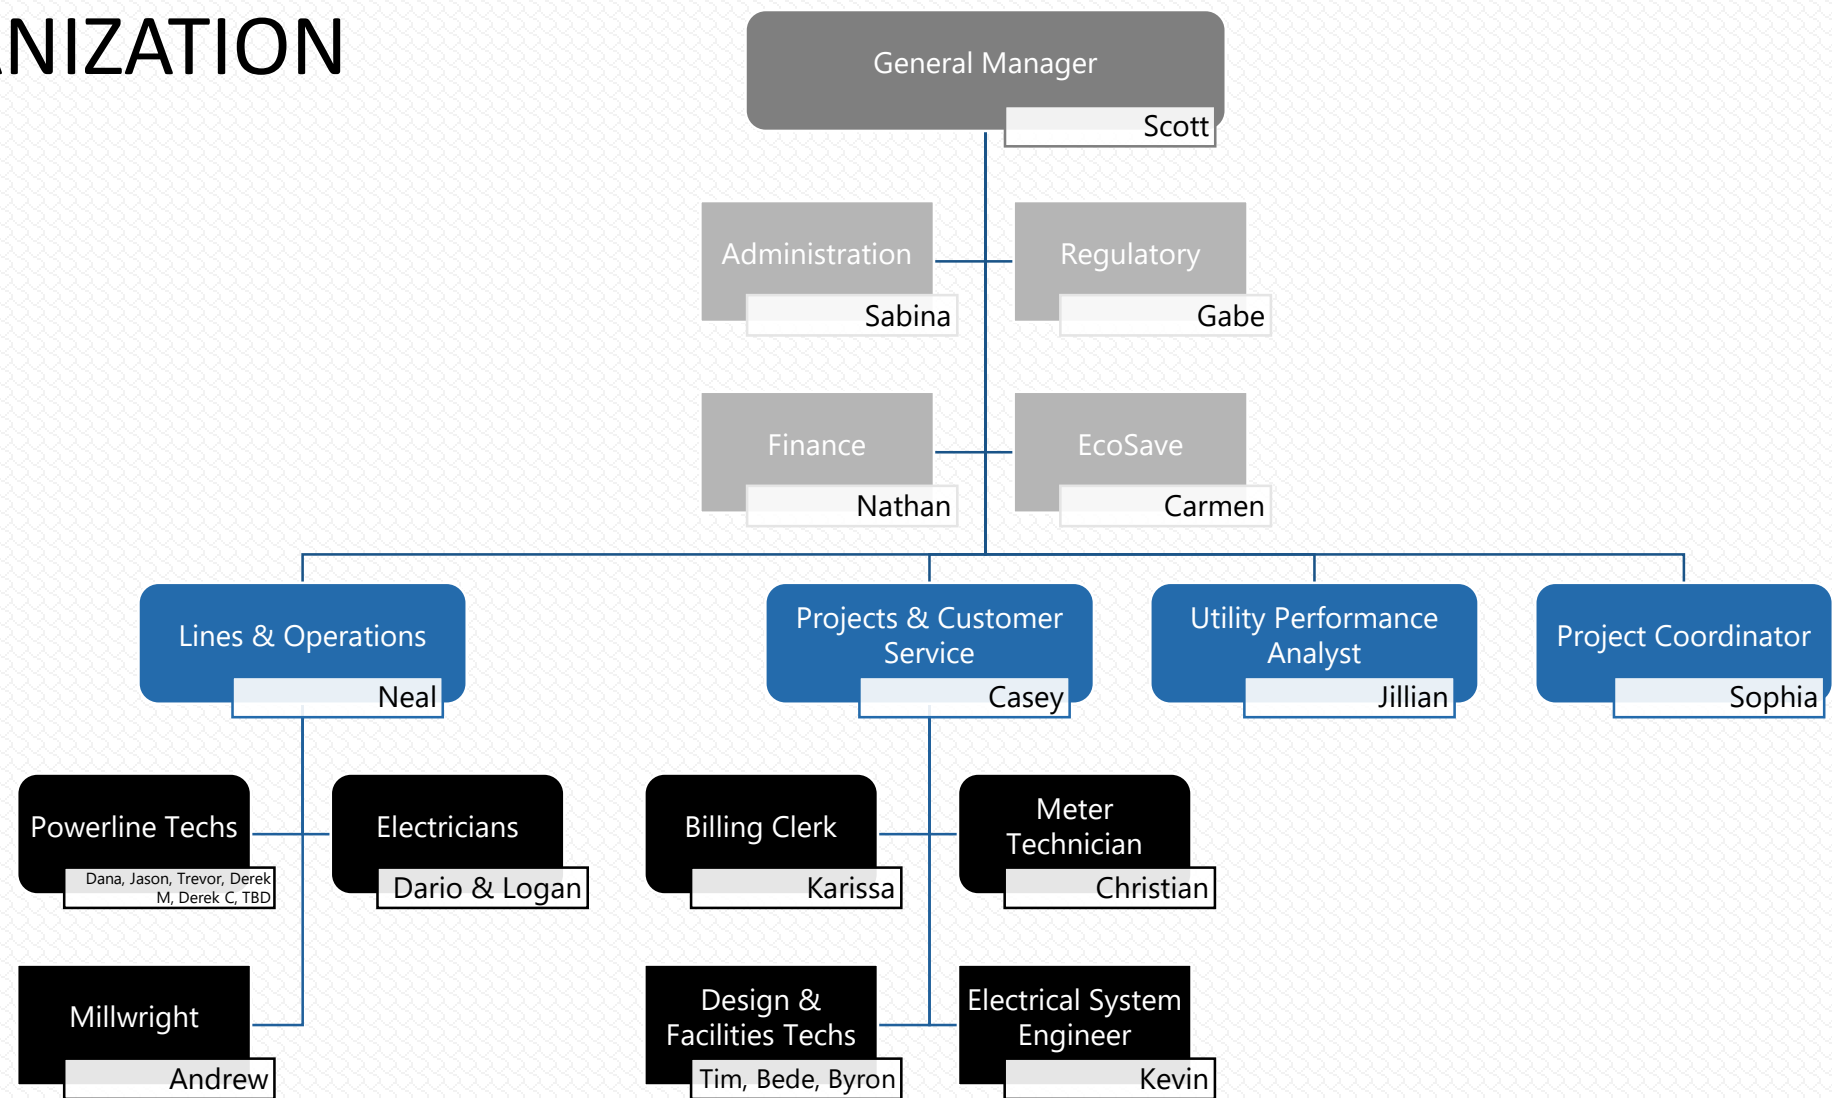 ANIZATION
General Manager
Scott
Administration
Sabina
Regulatory
Gabe
Finance
Nathan
EcoSave
Carmen
Lines & Operations
Neal
Projects & Customer
Service
Casey
Utility Performance
Analyst
Jillian
Project Coordinator
Sophia
Powerline Techs
Dana, Jason, Trevor, Derek
M, Derek C, TBD
Electricians
Dario & Logan
Millwright
Andrew
Billing Clerk
Karissa
Meter
Technician
Christian
Design &
Facilities Techs
Tim, Bede, Byron
Electrical System
Engineer
Kevin